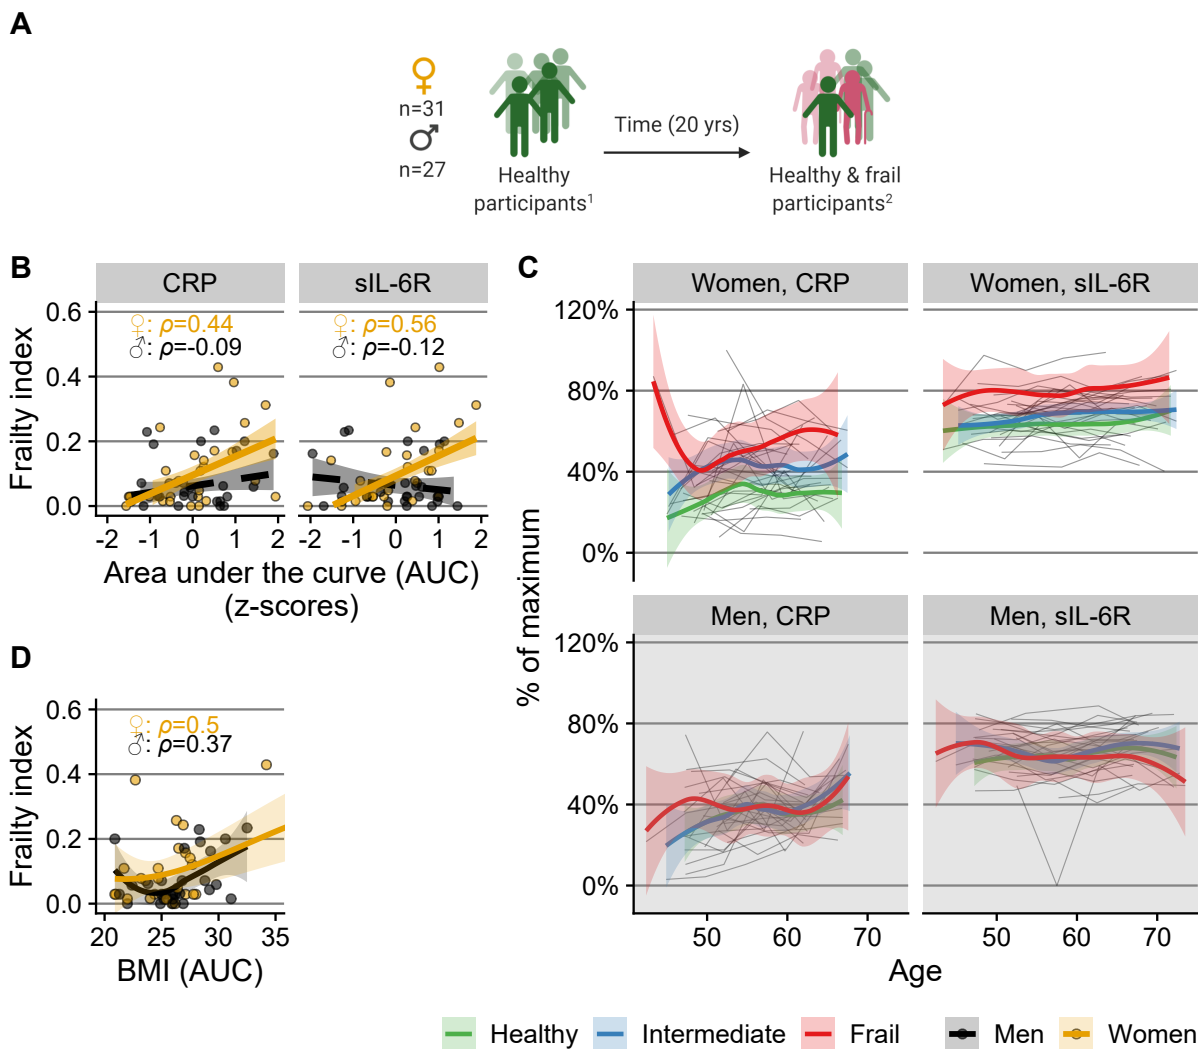 A
♀
n=31
♂
n=27
Healthy
participants1
Time (20 yrs)
Healthy & frail
participants2
B
CRP
sIL-6R
Frailty index
0.6
0.4
0.2
0.0
♀: ρ=0.44
♂: ρ=-0.09
♀: ρ=0.56
♂: ρ=-0.12
-2 -1 0 1 2
-2 -1 0 1 2
Area under the curve (AUC)
(z-scores)
C
% of maximum
Women, CRP
Women, sIL-6R
120%
80%
40%
0%
Men, CRP
Men, sIL-6R
120%
80%
40%
0%
50 60 70
50 60 70
Age
D
Frailty index
0.6
0.4
0.2
0.0
♀: ρ=0.5
♂: ρ=0.37
20 25 30 35
BMI (AUC)
Healthy Intermediate Frail Men Women